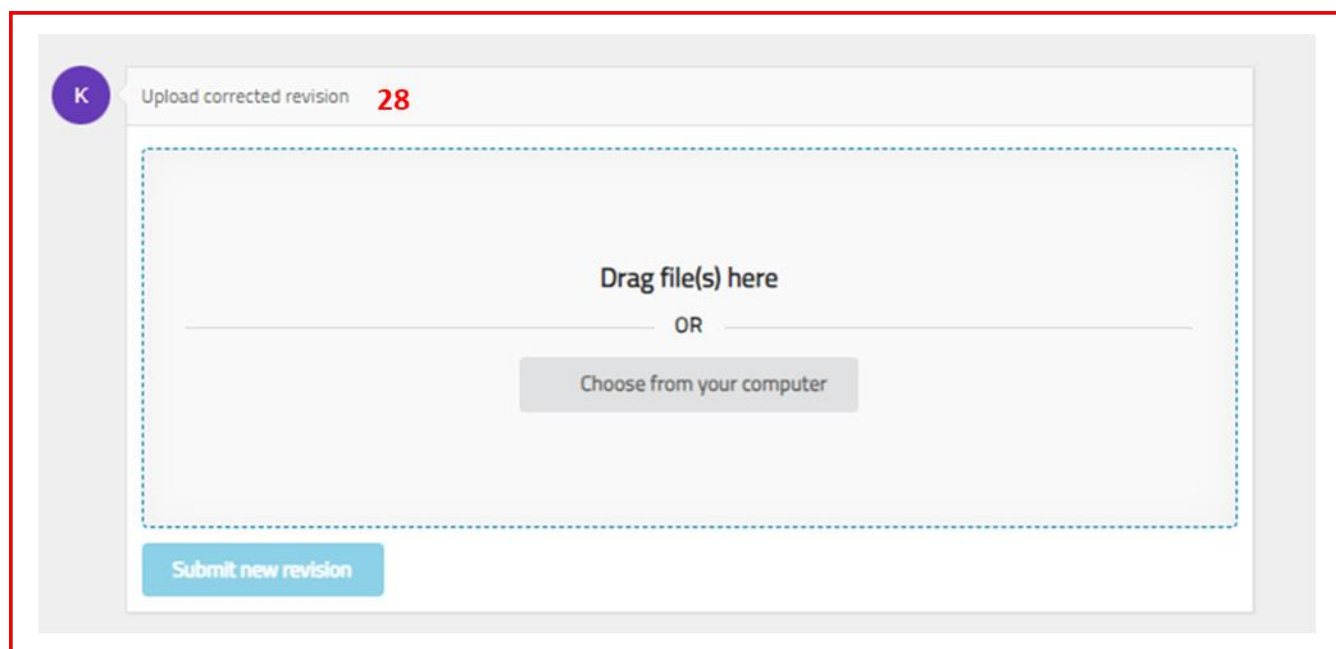 K
Upload corrected revision 28
Drag file(s) here
OR
Choose from your computer
Submit new revision